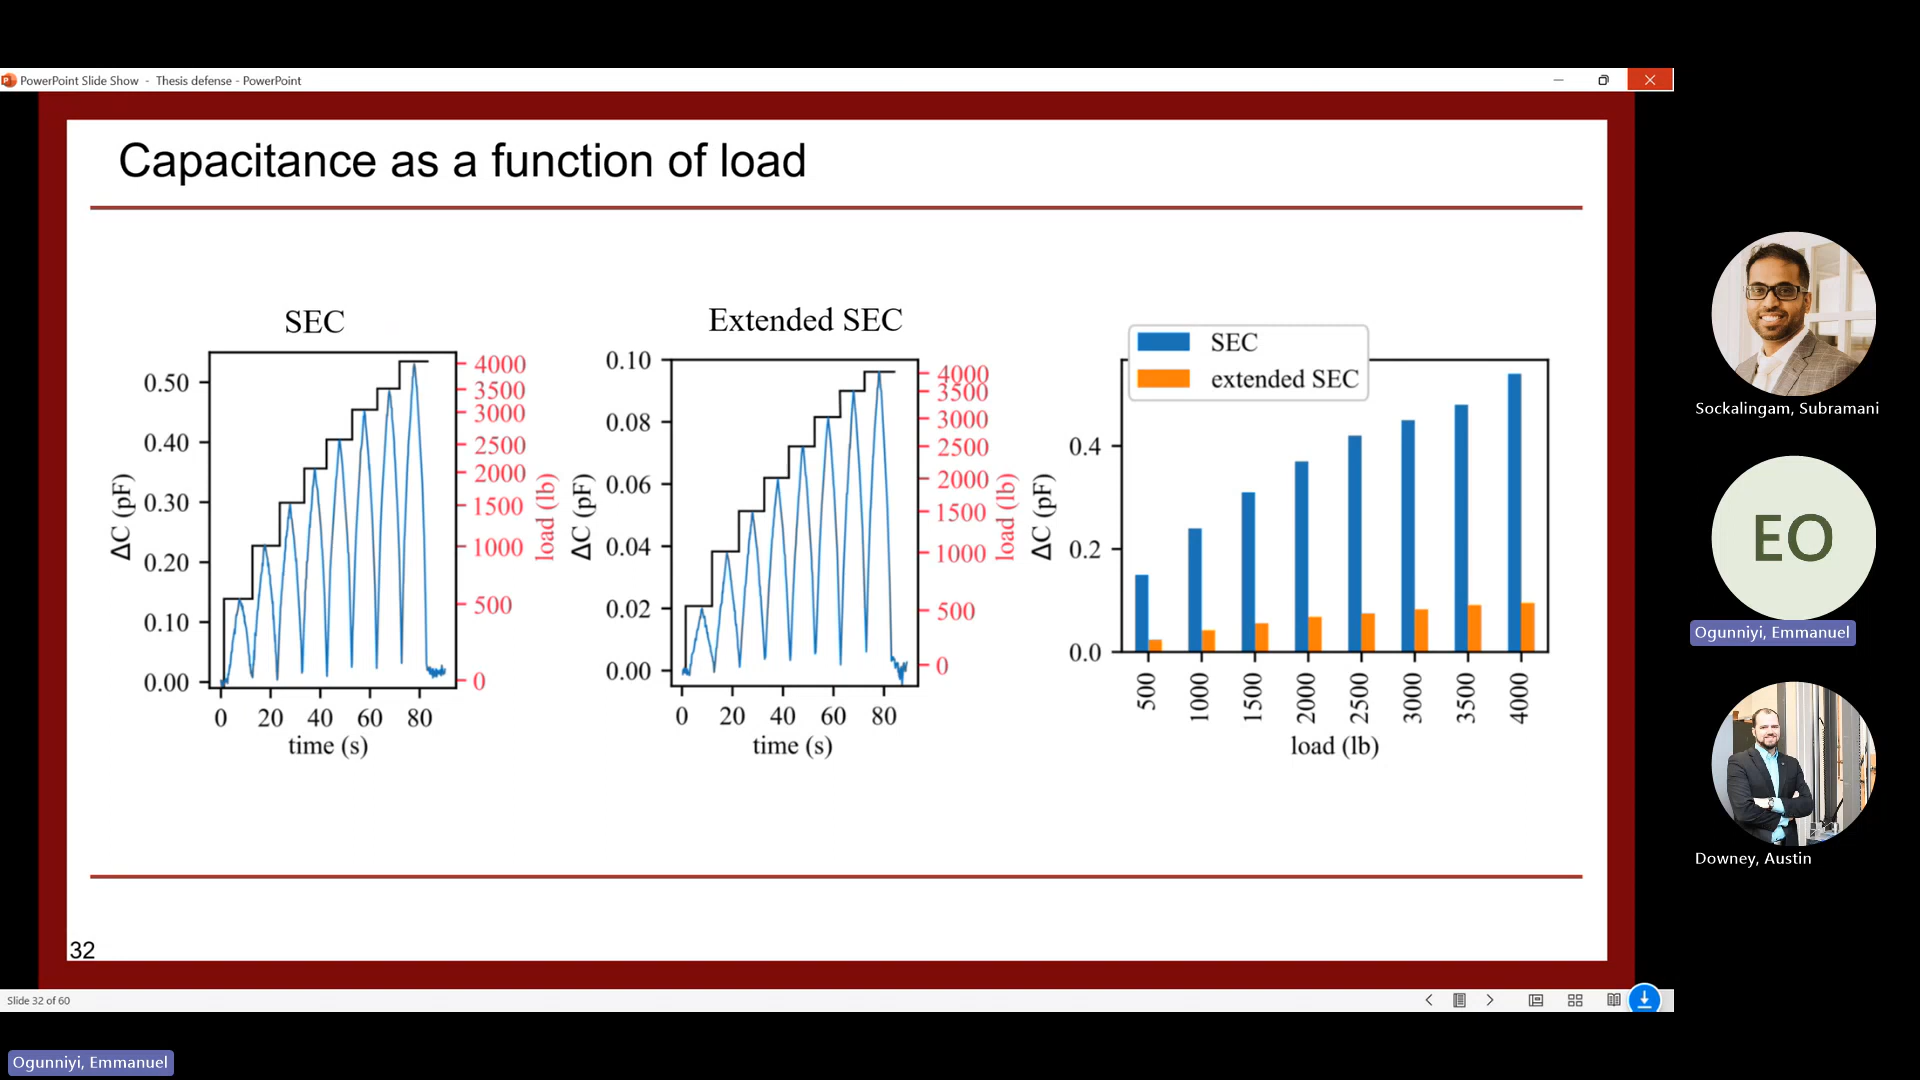 PowerPoint Slide Show - Thesis defense - PowerPoint
Capacitance as a function of load
SEC
0.50
0.40
0.30
0.20
0.10
0.00
ΔC (pF)
4000
3500
3000
2500
2000
1500
1000
500
0
load (lb)
0 20 40 60 80
time (s)
Extended SEC
0.10
0.08
0.06
0.04
0.02
0.00
ΔC (pF)
4000
3500
3000
2500
2000
1500
1000
500
0
load (lb)
0 20 40 60 80
time (s)
SEC
extended SEC
0.4
0.2
0.0
ΔC (pF)
500 1000 1500 2000 2500 3000 3500 4000
load (lb)
32
Slide 32 of 60
Sockalingam, Subramani
EO
Ogunniyi, Emmanuel
Downey, Austin
Ogunniyi, Emmanuel